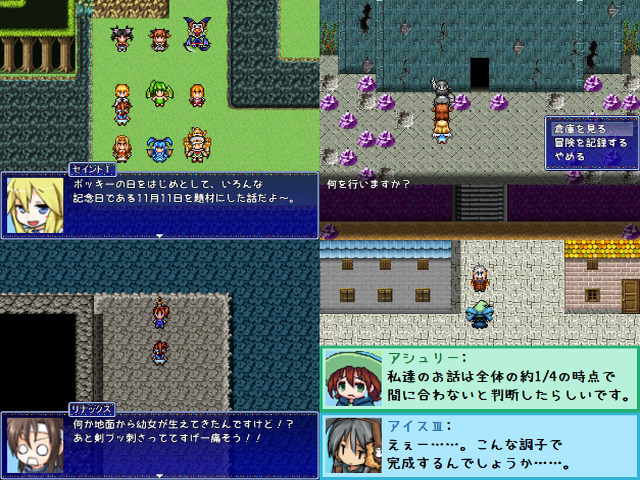 セイント1
ポッキーの日をはじめとして、いろんな
記念日である11月11日を題材にした話だよ～。
倉庫を見る
冒険を記録する
やめる
何を行いますか？
リナックス
何か地面から幼女が生えてきたんですけど！？
あと剣ブッ刺さっててすげー痛そう！！
アシュリー：
私達のお話は全体の約1/4の時点で
間に合わないと判断したらしいです。
アイスⅢ：
えぇー……。こんな調子で
完成するんでしょうか……。